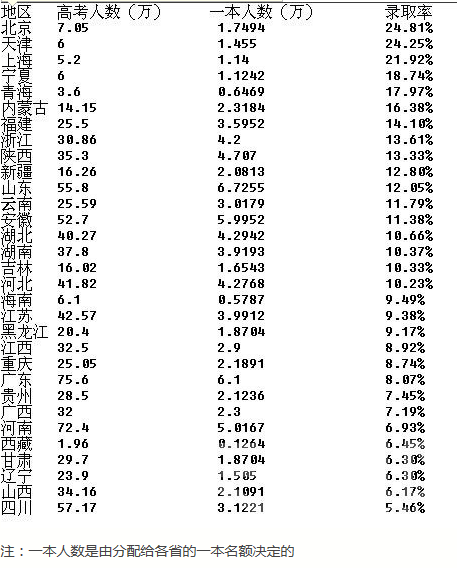 地区 高考人数（万） 一本人数（万） 录取率
北京 7.05 1.7494 24.81%
天津 6 1.455 24.25%
上海 5.2 1.14 21.92%
宁夏 6 1.1242 18.74%
青海 3.6 0.6469 17.97%
内蒙古 14.15 2.3184 16.38%
福建 25.5 3.5952 14.10%
浙江 30.86 4.2 13.61%
陕西 35.3 4.707 13.33%
新疆 16.26 2.0813 12.80%
山东 55.8 6.7255 12.05%
云南 25.59 3.0179 11.79%
安徽 52.7 5.9952 11.38%
湖北 40.27 4.2942 10.66%
湖南 37.8 3.9193 10.37%
吉林 16.02 1.6543 10.33%
河北 41.82 4.2768 10.23%
海南 6.1 0.5787 9.49%
江苏 42.57 3.9912 9.38%
黑龙江 20.4 1.8704 9.17%
江西 32.5 2.9 8.92%
重庆 25.05 2.1891 8.74%
广东 75.6 6.1 8.07%
贵州 28.5 2.1236 7.45%
广西 32 2.3 7.19%
河南 72.4 5.0167 6.93%
西藏 1.96 0.1264 6.45%
甘肃 29.7 1.8704 6.30%
辽宁 23.9 1.505 6.30%
山西 34.16 2.1091 6.17%
四川 57.17 3.1221 5.46%
注：一本人数是由分配给各省的一本名额决定的